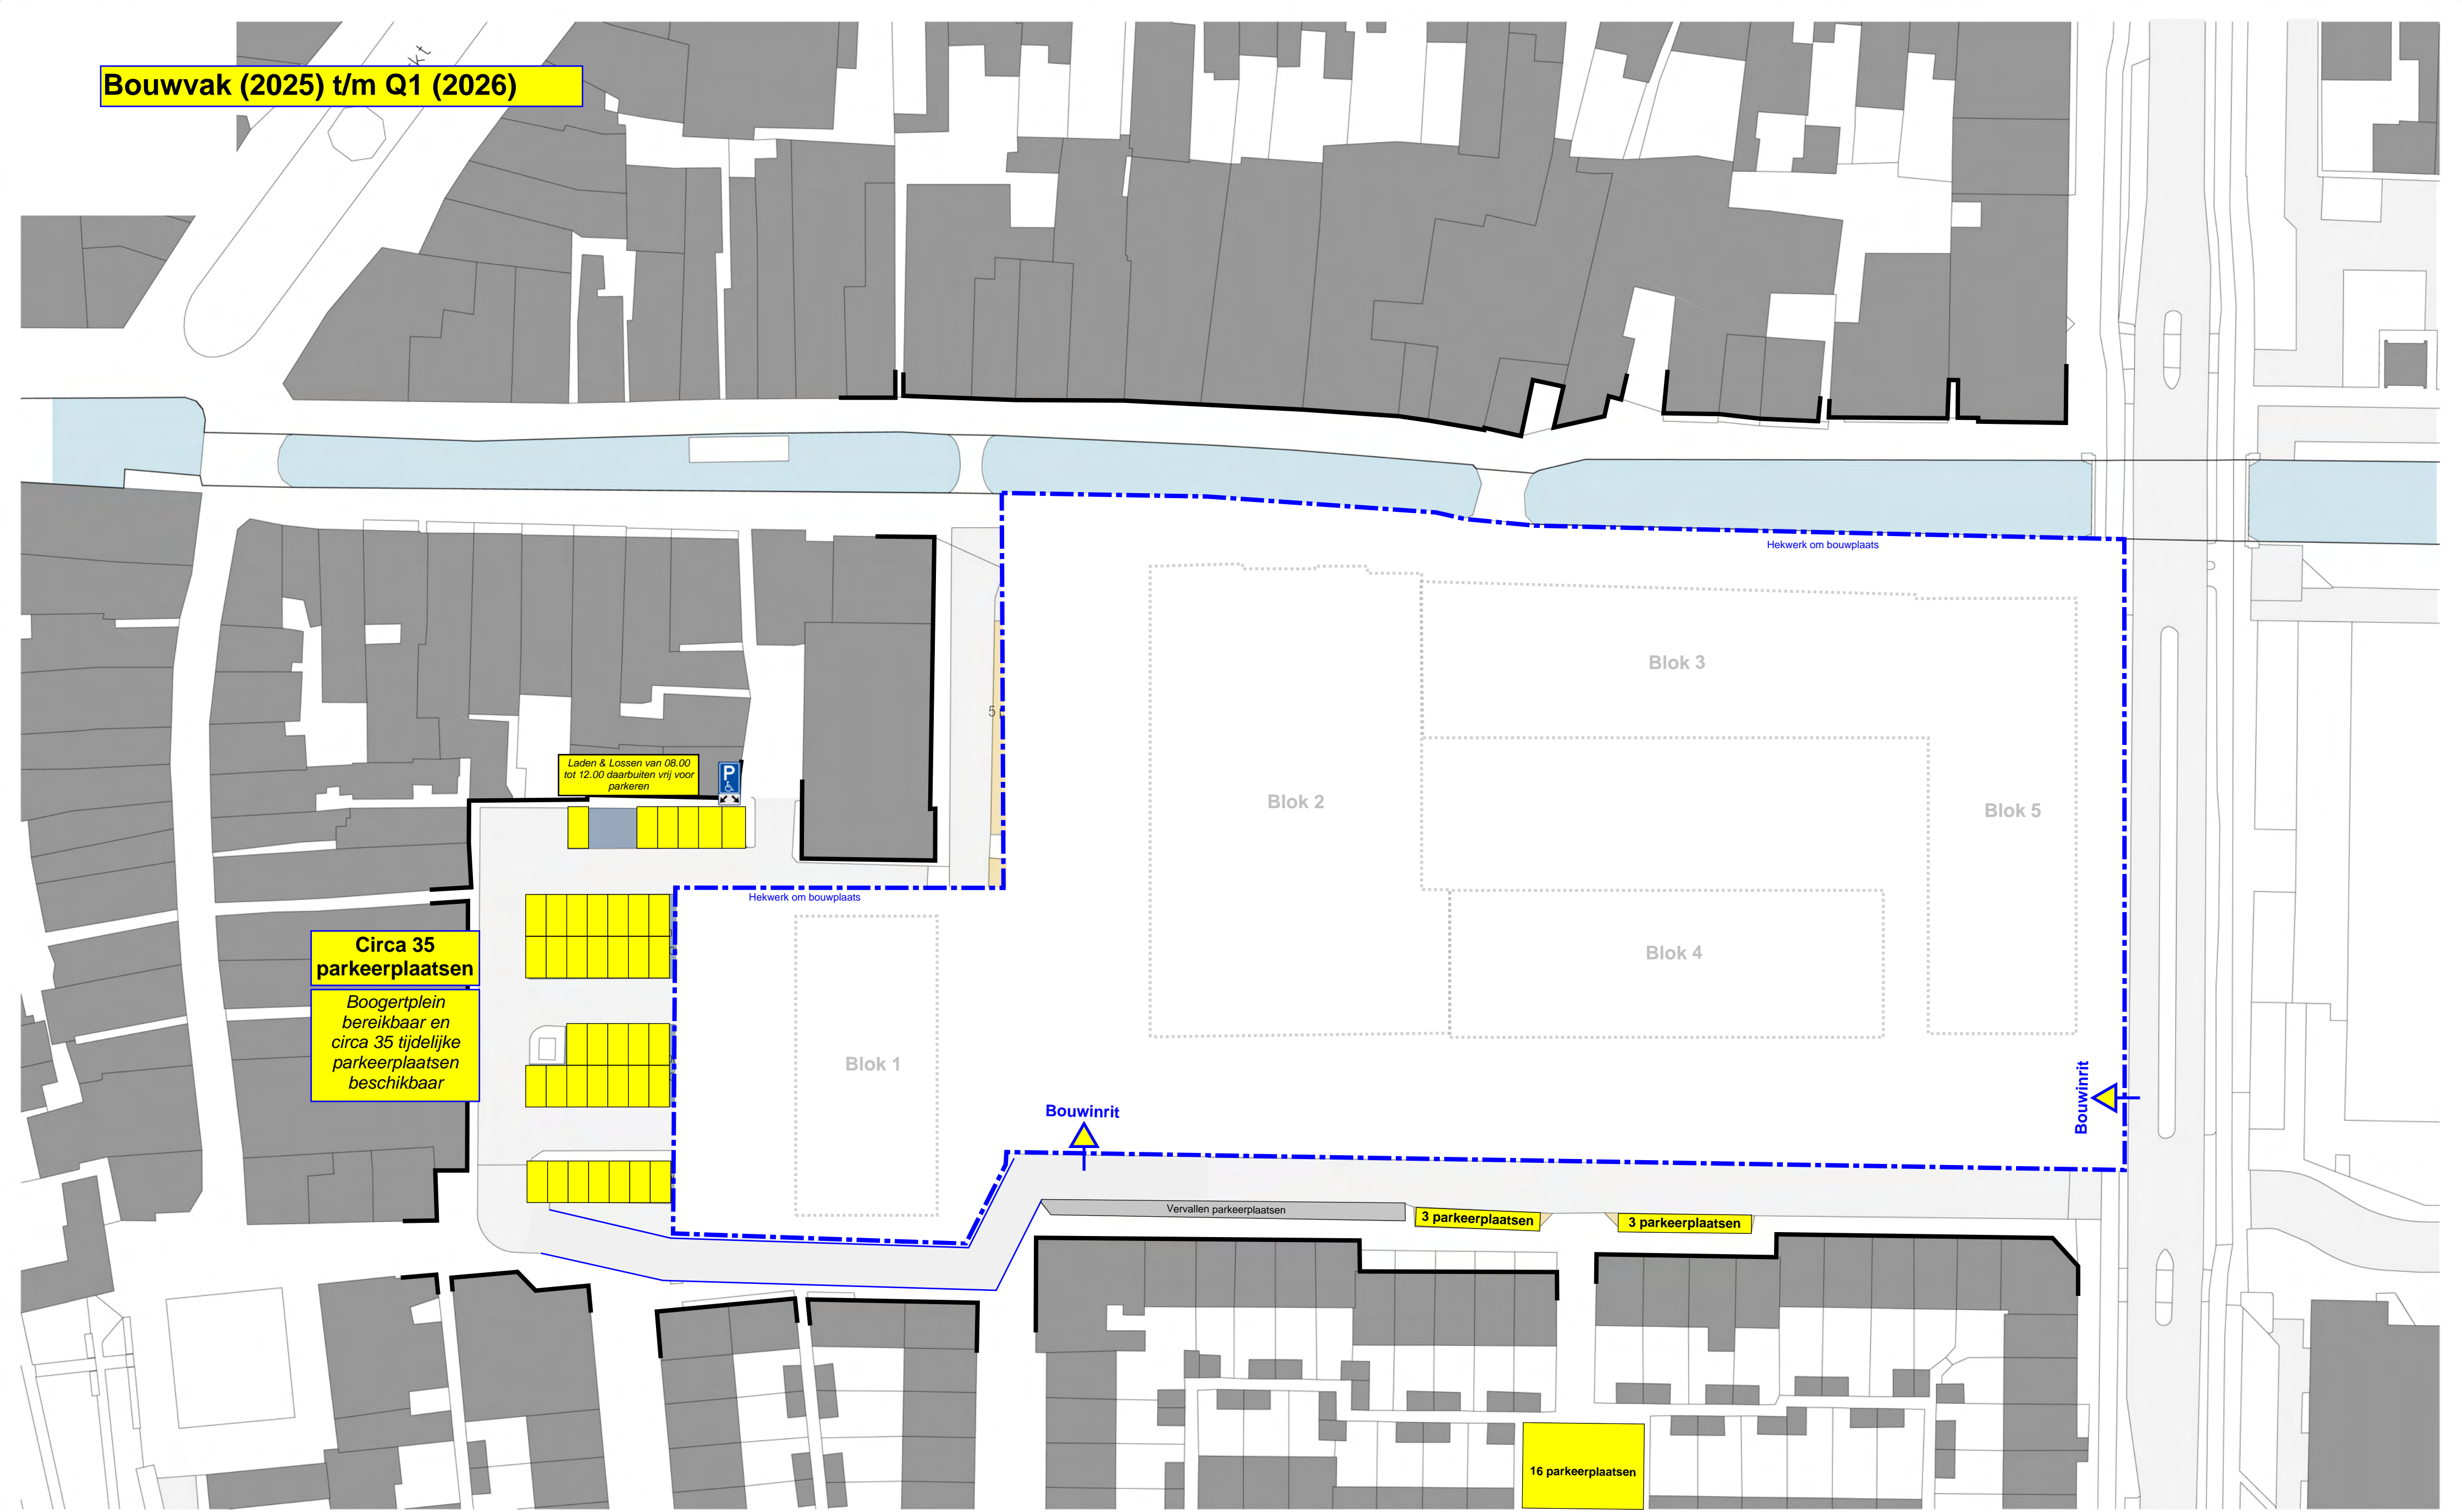 kt
Bouwvak (2025) t/m Q1 (2026)
Hekwerk om bouwplaats
Blok 3
5
Laden & Lossen van 08.00
tot 12.00 daarbuiten vrij voor
parkeren
P
Blok 2
Blok 5
Hekwerk om bouwplaats
Circa 35
parkeerplaatsen
Blok 4
Boogertplein
bereikbaar en
circa 35 tijdelijke
parkeerplaatsen
beschikbaar
Blok 1
Bouwinrit
Bouwinrit
Vervallen parkeerplaatsen
3 parkeerplaatsen
3 parkeerplaatsen
16 parkeerplaatsen